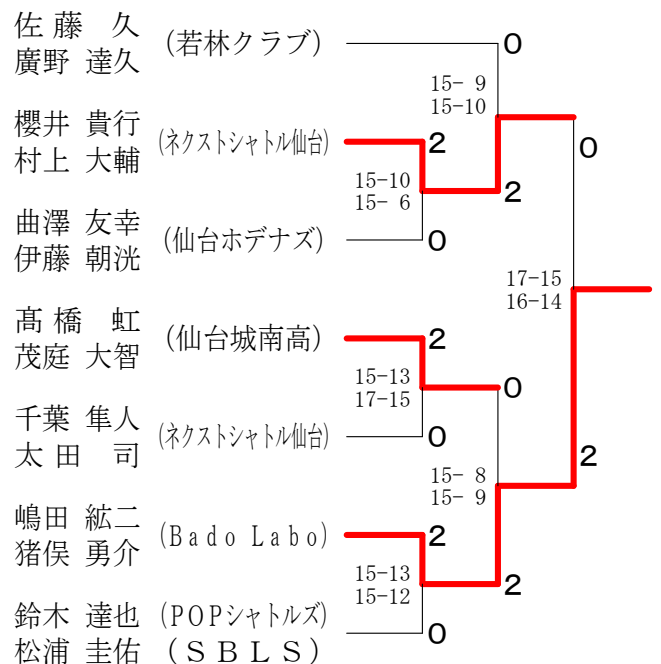 佐 藤 久 (若林クラブ)
廣野 達久
0
15- 9
15-10
櫻井 貴行 (ネクストシャトル仙台)
村上 大輔
2
0
15-10
15- 6
2
曲澤 友幸 (仙台ホデナズ)
伊藤 朝洸
0
17-15
16-14
髙 橋 虹 (仙台城南高)
茂庭 大智
2
15-13
17-15
0
千葉 隼人 (ネクストシャトル仙台)
太 田 司
0
2
15- 8
15- 9
嶋田 紘二 (Bado Labo)
猪俣 勇介
2
15-13
15-12
2
鈴木 達也 (POPシャトルズ)
松浦 圭佑 (SBLS)
0